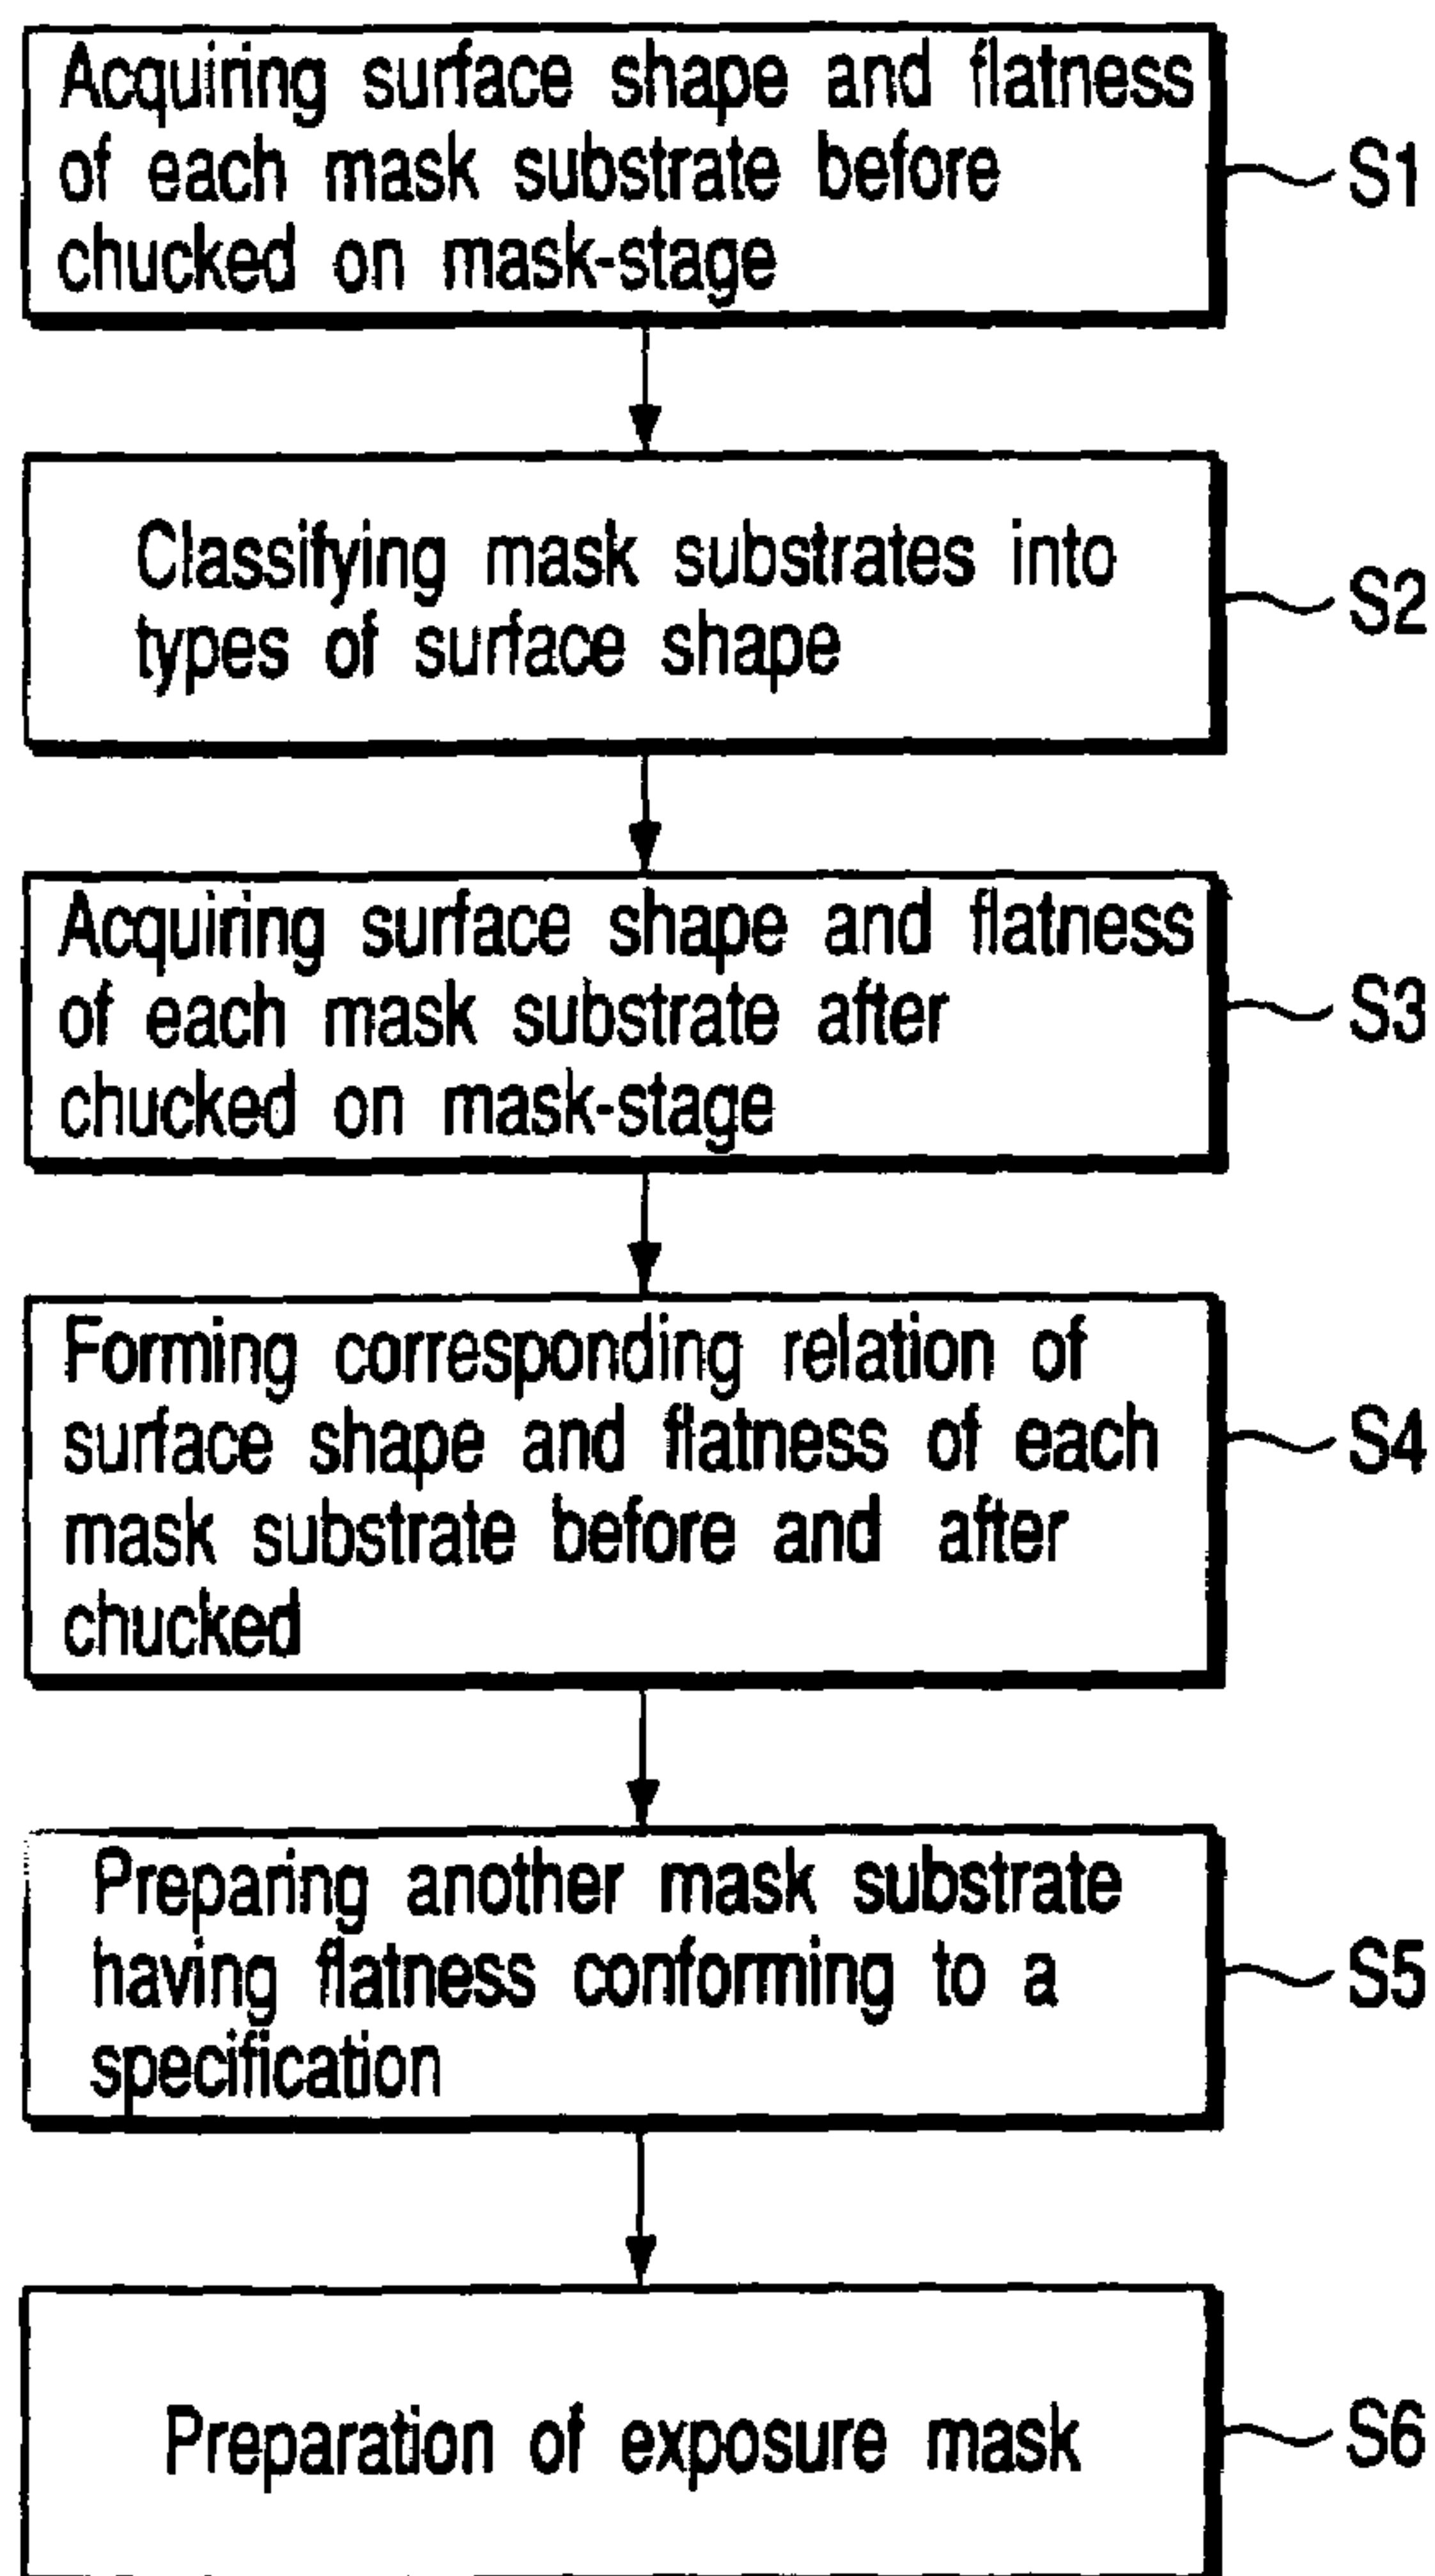 Acquiring surface shape and flatness
of each mask substrate before
chucked on mask-stage
S1
Classifying mask substrates into
types of surface shape
S2
Acquiring surface shape and flatness
of each mask substrate after
chucked on mask-stage
S3
Forming corresponding relation of
surface shape and flatness of each
mask substrate before and after
chucked
S4
Preparing another mask substrate
having flatness conforming to a
specification
S5
Preparation of exposure mask
S6